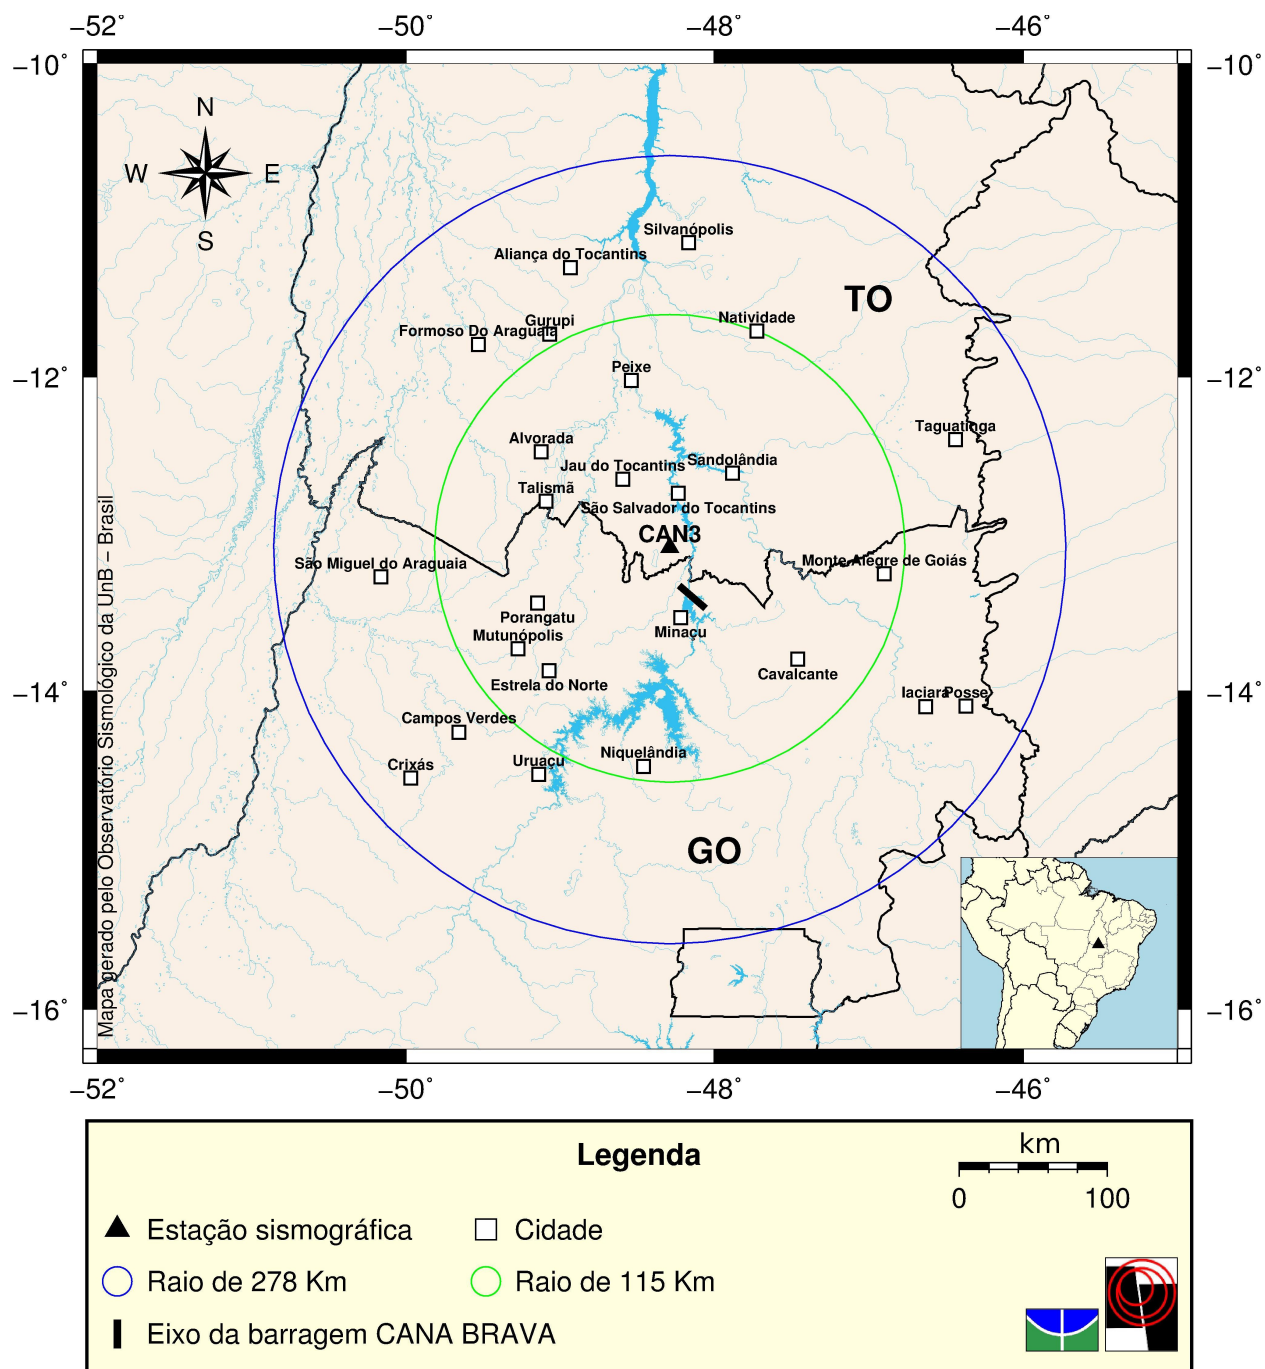 −52˚ −50˚ −48˚ −46˚
−10˚ −10˚
N
W E
S
Silvanópolis
Aliança do Tocantins
TO
Gurupi
Natividade
Formoso Do Araguaia
Peixe
−12˚ −12˚
Taguatinga
Alvorada
Jau do Tocantins
Sandolândia
Talismã
São Salvador do Tocantins
CAN3
São Miguel do Araguaia
Monte Alegre de Goiás
Porangatu
Mutunópolis
Minaçu
Cavalcante
Estrela do Norte
−14˚ −14˚
Iaciara
Posse
Campos Verdes
Niquelândia
Uruaçu
Crixás
GO
−16˚ −16˚
Mapa gerado pelo Observatório Sismológico da UnB − Brasil
−52˚ −50˚ −48˚ −46˚
Legenda
km
0 100
Estação sismográfica
Cidade
Raio de 278 Km
Raio de 115 Km
Eixo da barragem CANA BRAVA